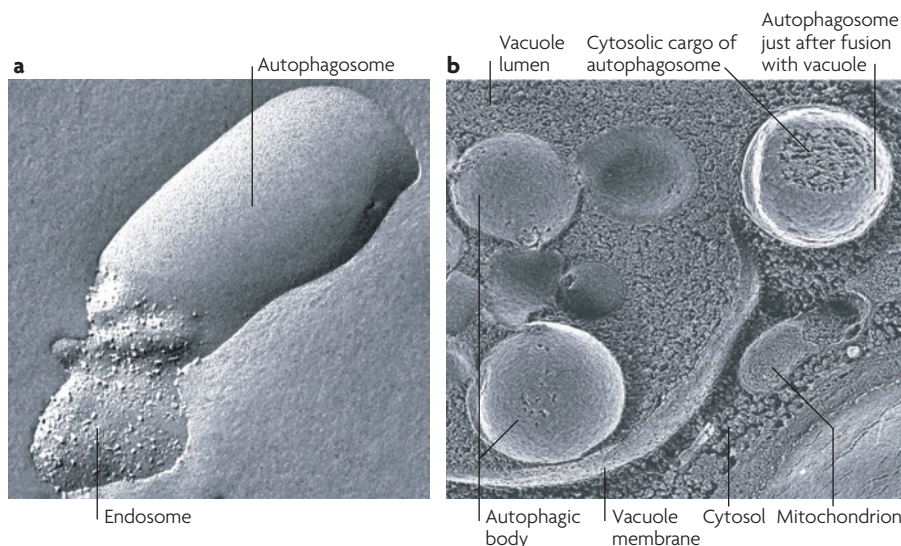 a
Autophagosome
Endosome
b
Vacuole
lumen
Cytosolic cargo of
autophagosome
Autophagosome
just after fusion
with vacuole
Autophagic
body
Vacuole
membrane
Cytosol
Mitochondrion